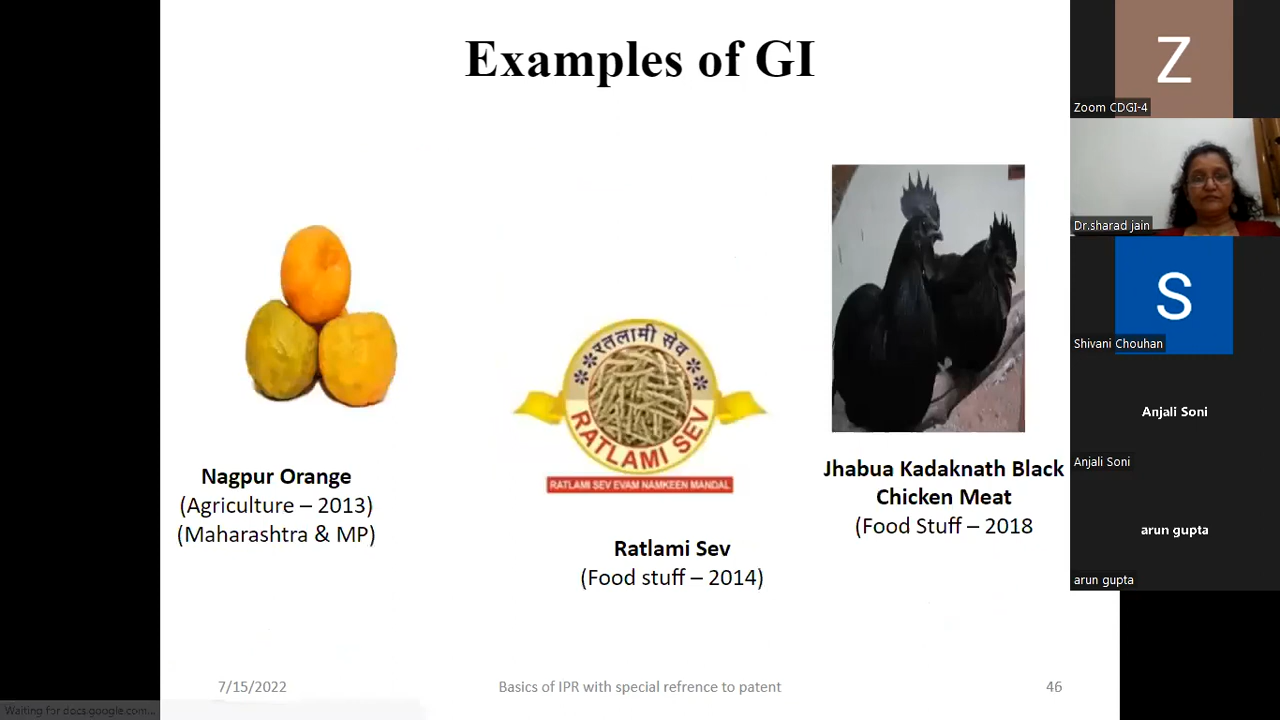 Examples of GI
Nagpur Orange
(Agriculture – 2013)
(Maharashtra & MP)
रतलामी सेव
RATLAMI SEV
RATLAMI SEV EVAM NAMKEEN MANDAL
Ratlami Sev
(Food stuff – 2014)
Jhabua Kadaknath Black
Chicken Meat
(Food Stuff – 2018
7/15/2022
Basics of IPR with special refrence to patent
46
Waiting for docs.google.com...
Z
Zoom CDGI-4
Dr.sharad jain
S
Shivani Chouhan
Anjali Soni
Anjali Soni
arun gupta
arun gupta